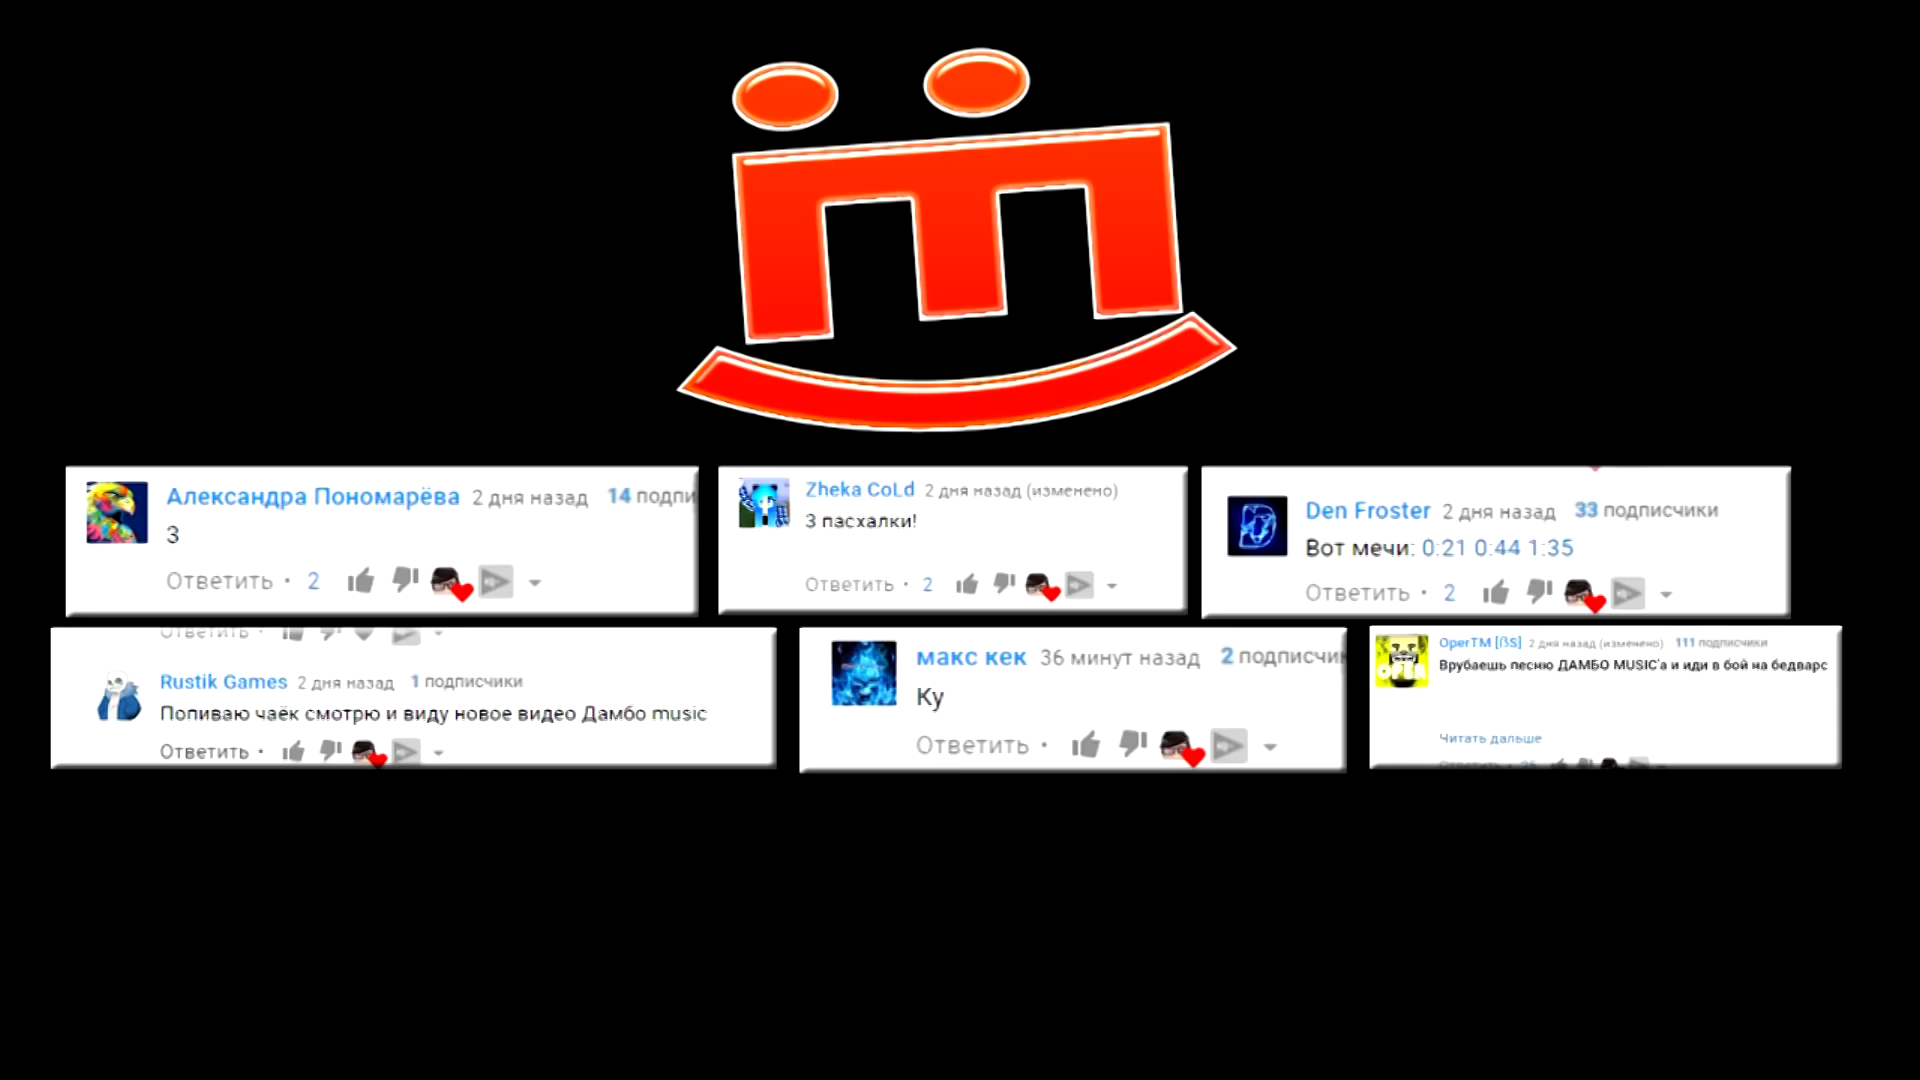 Александра Пономарёва 2 дня назад 14 подпи
3
Ответить · 2
Zheka CoLd 2 дня назад (изменено)
3 пасхалки!
Ответить · 2
Den Froster 2 дня назад 33 подписчики
Вот мечи: 0:21 0:44 1:35
Ответить · 2
Ответить ·
Rustik Games 2 дня назад 1 подписчики
Попиваю чаёк смотрю и виду новое видео Дамбо music
Ответить ·
макс кек 36 минут назад 2 подписчик
Ку
Ответить ·
OperTM [ßS] 2 дня назад (изменено) 111 подписчики
Врубаешь песню ДАМБО MUSIC'а и иди в бой на бедварс
Читать дальше